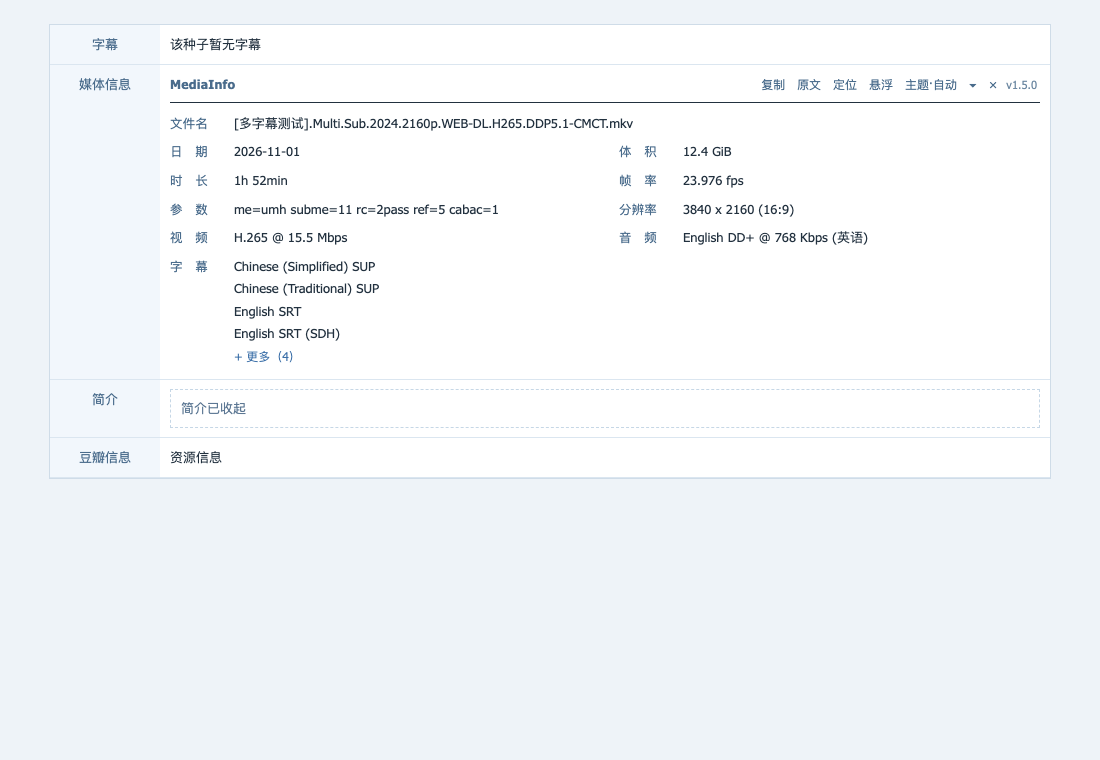 字幕 该种子暂无字幕
媒体信息 MediaInfo 复制 原文 定位 悬浮 主题·自动 ▾ × v1.5.0
文件名 [多字幕测试].Multi.Sub.2024.2160p.WEB-DL.H265.DDP5.1-CMCT.mkv
日 期 2026-11-01 体 积 12.4 GiB
时 长 1h 52min 帧 率 23.976 fps
参 数 me=umh subme=11 rc=2pass ref=5 cabac=1 分辨率 3840 x 2160 (16:9)
视 频 H.265 @ 15.5 Mbps 音 频 English DD+ @ 768 Kbps (英语)
字 幕 Chinese (Simplified) SUP
Chinese (Traditional) SUP
English SRT
English SRT (SDH)
+ 更多 (4)
简介 简介已收起
豆瓣信息 资源信息